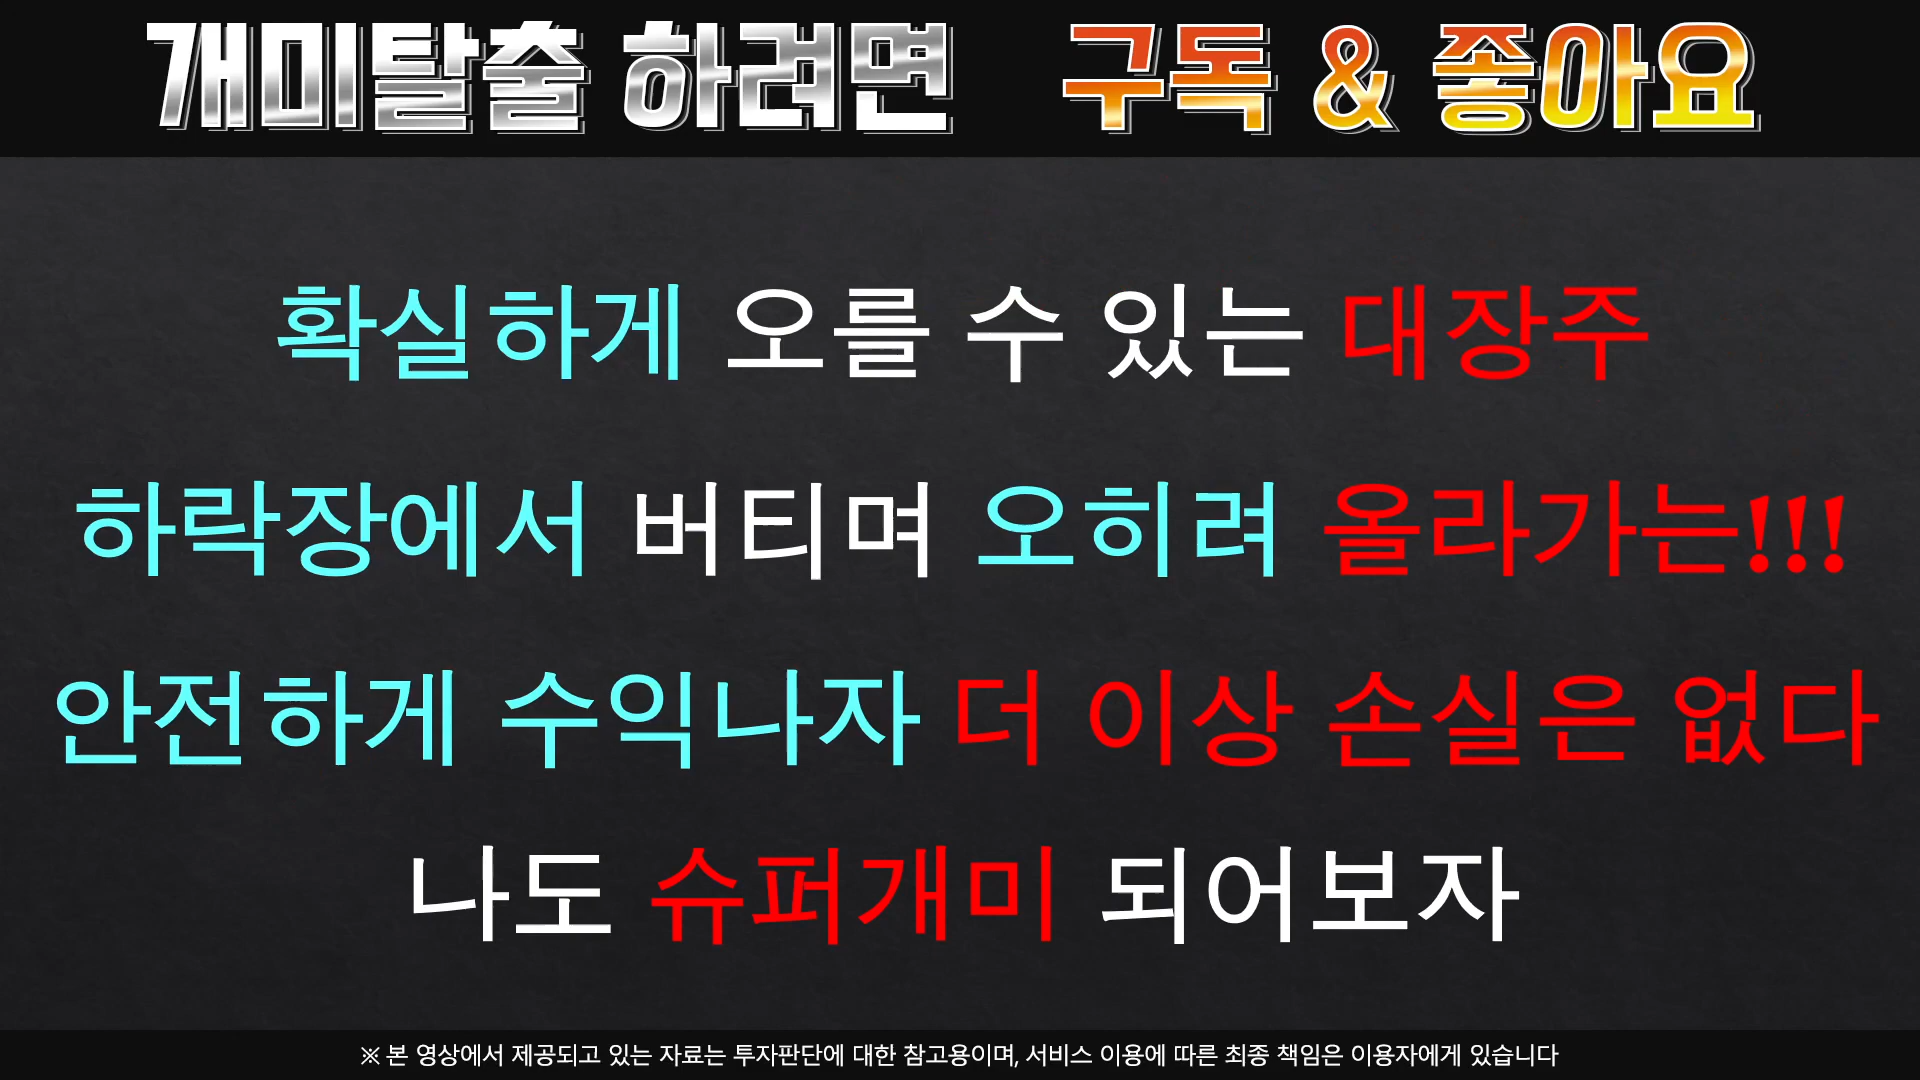 개미탈출 하려면 구독 & 좋아요
확실하게 오를 수 있는 대장주
하락장에서 버티며 오히려 올라가는!!!
안전하게 수익나자 더 이상 손실은 없다
나도 슈퍼개미 되어보자
※ 본 영상에서 제공되고 있는 자료는 투자판단에 대한 참고용이며, 서비스 이용에 따른 최종 책임은 이용자에게 있습니다